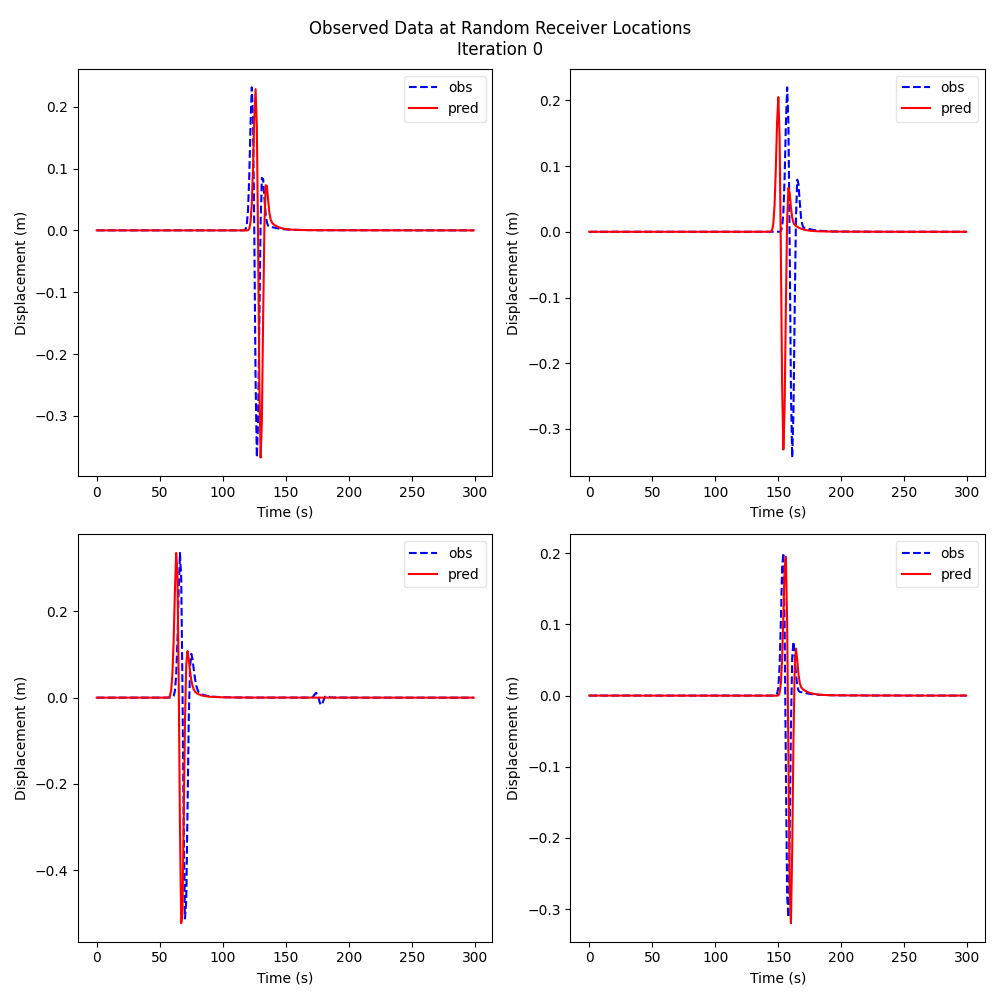 Observed Data at Random Receiver Locations
Iteration 0
obs
pred
0.2
0.1
0.0
−0.1
−0.2
−0.3
Displacement (m)
0 50 100 150 200 250 300
Time (s)
obs
pred
0.2
0.1
0.0
−0.1
−0.2
−0.3
Displacement (m)
0 50 100 150 200 250 300
Time (s)
obs
pred
0.2
0.0
−0.2
−0.4
Displacement (m)
0 50 100 150 200 250 300
Time (s)
obs
pred
0.2
0.1
0.0
−0.1
−0.2
−0.3
Displacement (m)
0 50 100 150 200 250 300
Time (s)